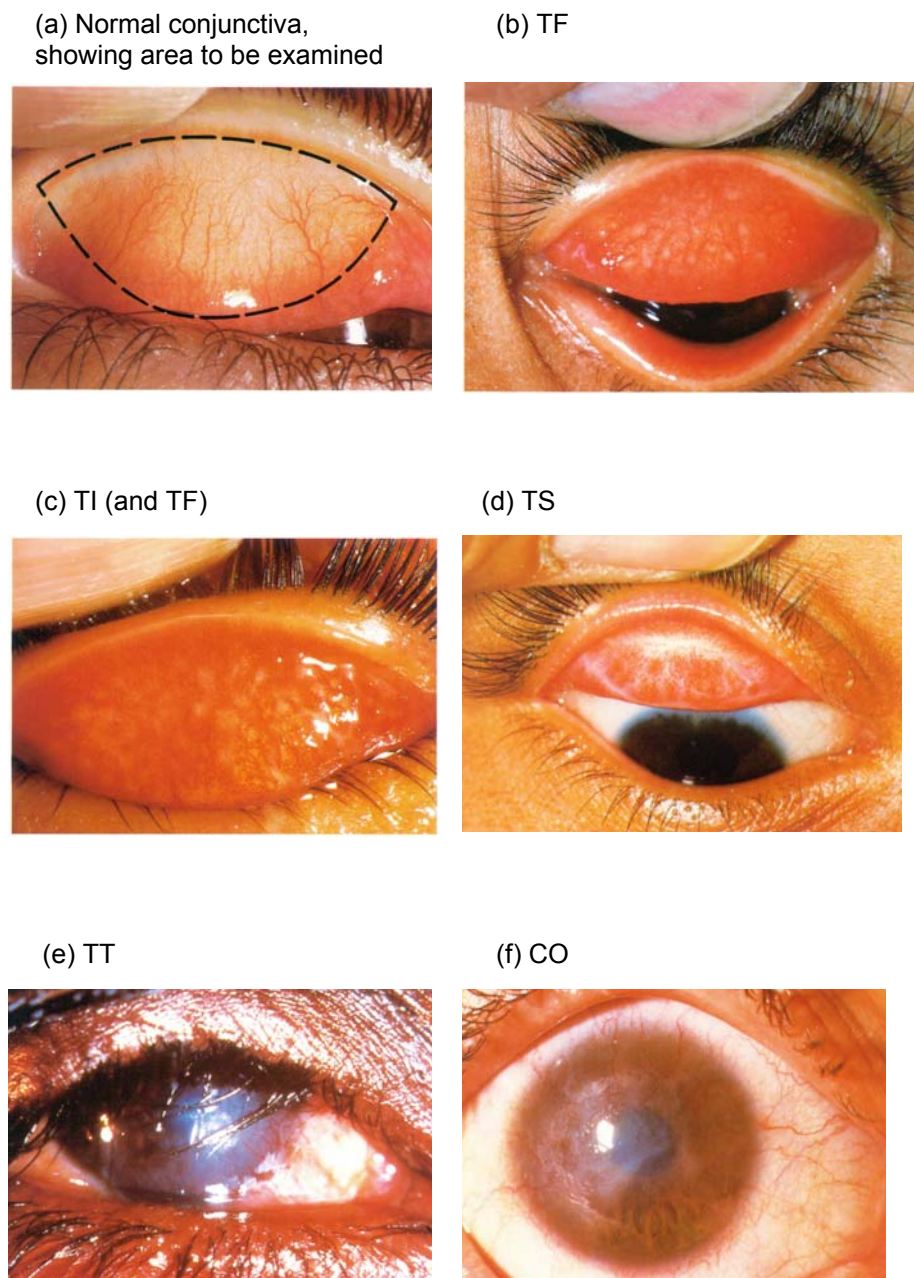 (a) Normal conjunctiva,
showing area to be examined
(b) TF
(c) TI (and TF)
(d) TS
(e) TT
(f) CO